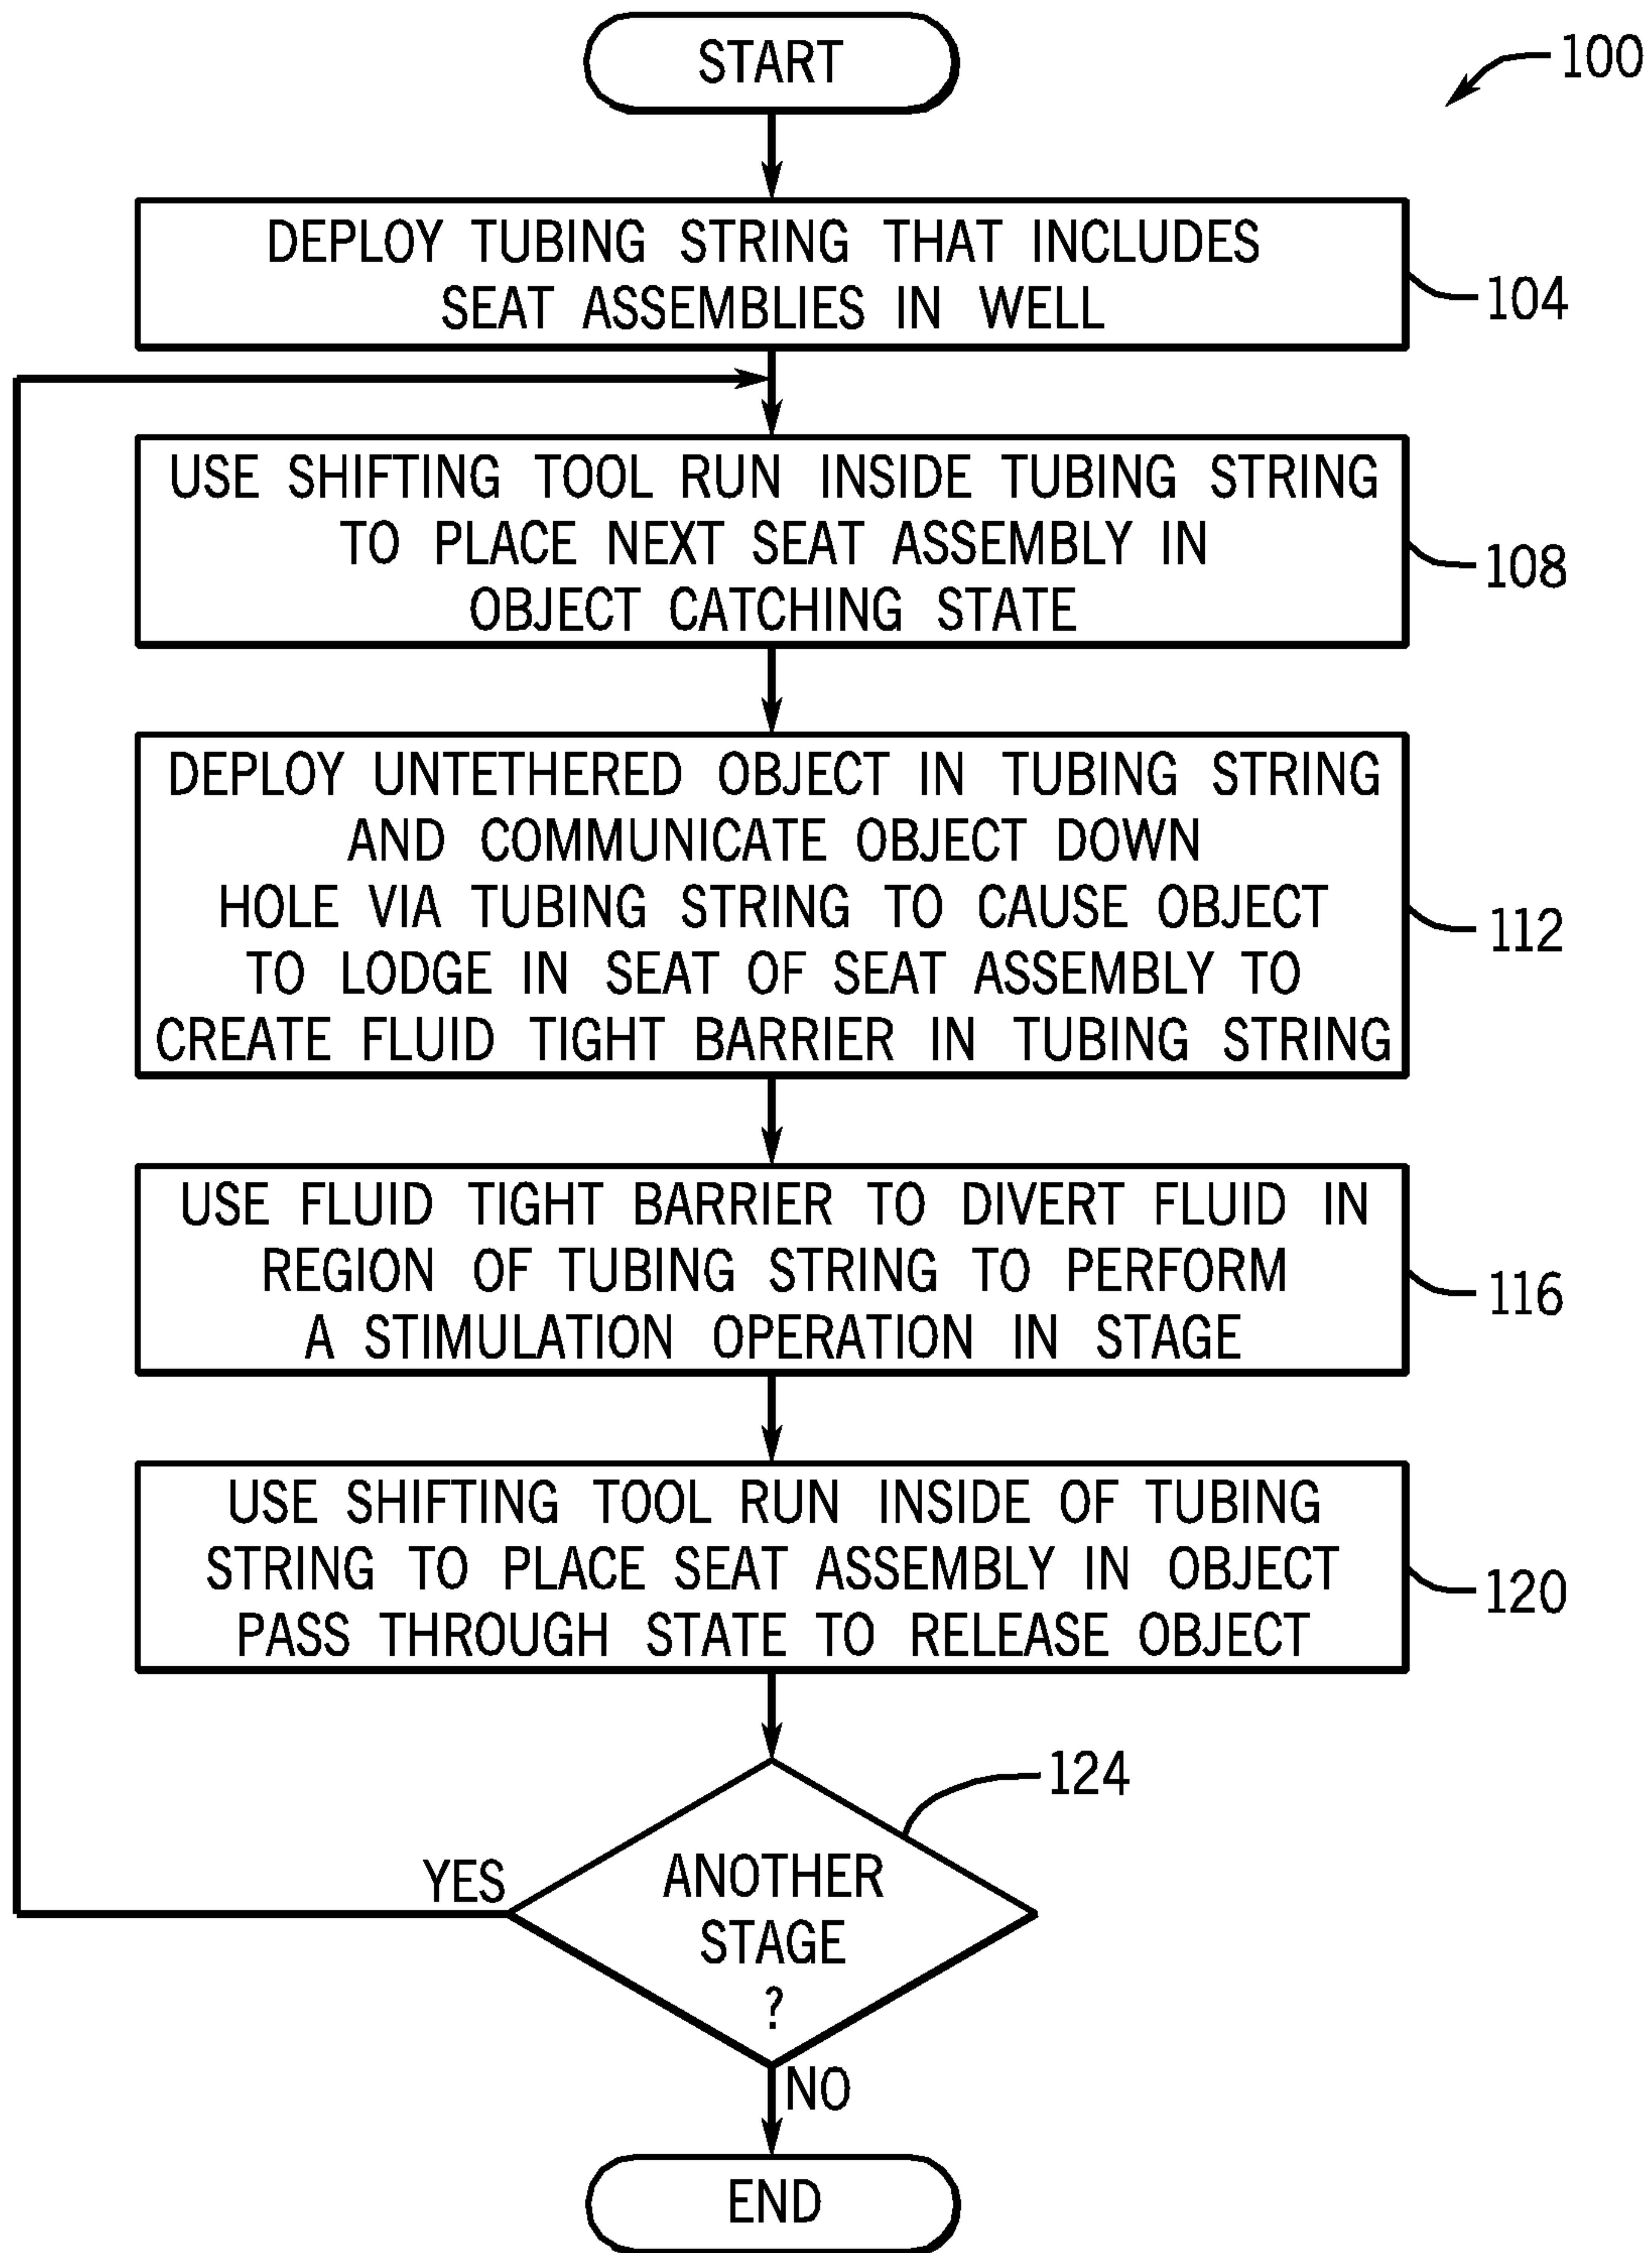 START
100
DEPLOY TUBING STRING THAT INCLUDES
SEAT ASSEMBLIES IN WELL
104
USE SHIFTING TOOL RUN INSIDE TUBING STRING
TO PLACE NEXT SEAT ASSEMBLY IN
OBJECT CATCHING STATE
108
DEPLOY UNTETHERED OBJECT IN TUBING STRING
AND COMMUNICATE OBJECT DOWN
HOLE VIA TUBING STRING TO CAUSE OBJECT
TO LODGE IN SEAT OF SEAT ASSEMBLY TO
CREATE FLUID TIGHT BARRIER IN TUBING STRING
112
USE FLUID TIGHT BARRIER TO DIVERT FLUID IN
REGION OF TUBING STRING TO PERFORM
A STIMULATION OPERATION IN STAGE
116
USE SHIFTING TOOL RUN INSIDE OF TUBING
STRING TO PLACE SEAT ASSEMBLY IN OBJECT
PASS THROUGH STATE TO RELEASE OBJECT
120
124
YES
ANOTHER
STAGE
?
NO
END